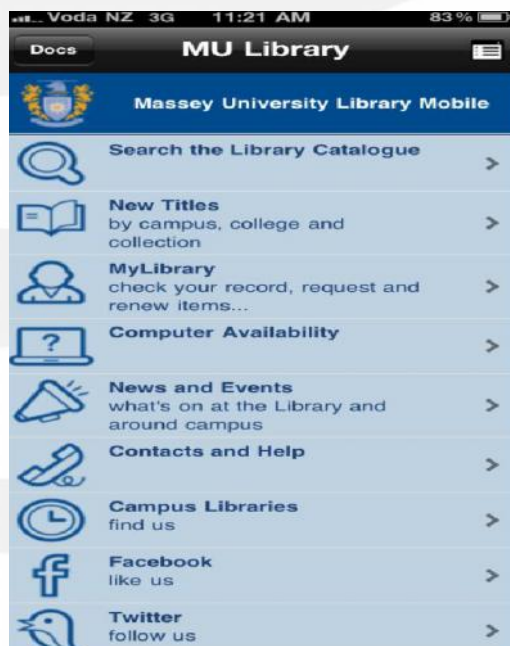 Voda NZ 3G 11:21 AM 83%
Docs MU Library
Massey University Library Mobile
Search the Library Catalogue
New Titles
by campus, college and
collection
MyLibrary
check your record, request and
renew items...
?
Computer Availability
News and Events
what's on at the Library and
around campus
Contacts and Help
Campus Libraries
find us
f
Facebook
like us
Twitter
follow us